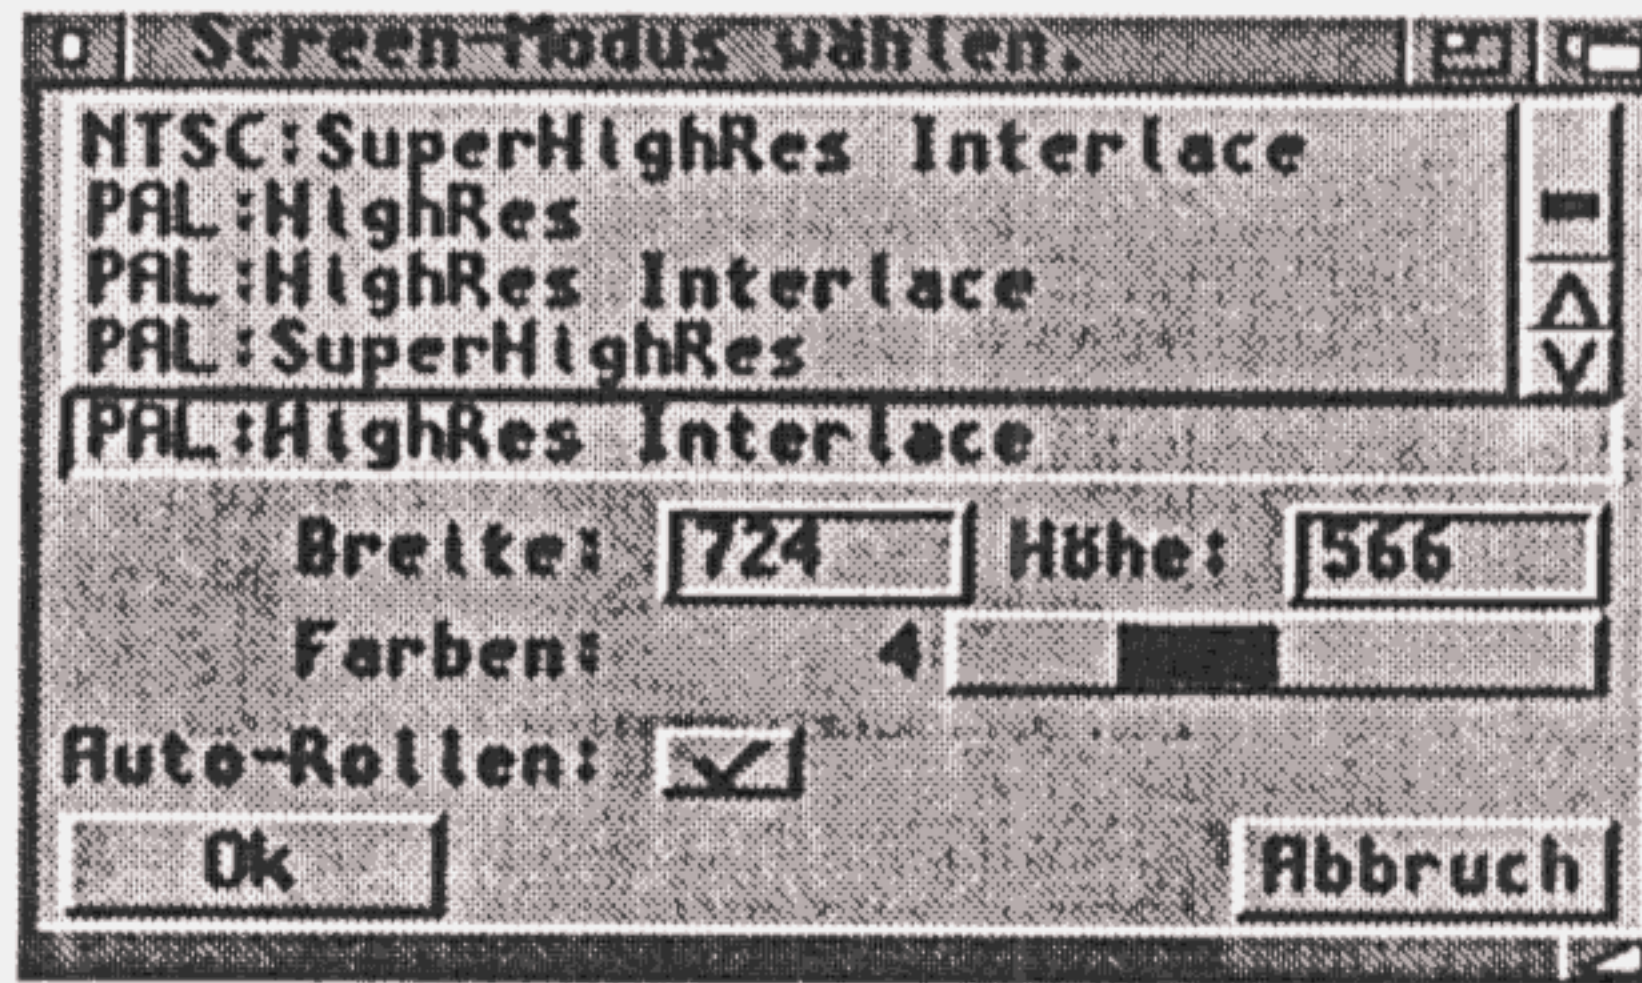 Screen-Modus wählen.
NTSC:SuperHighRes Interlace
PAL:HighRes
PAL:HighRes Interlace
PAL:SuperHighRes
PAL:HighRes Interlace
Breite: 724 Höhe: 566
Farben: 4
Auto-Rollen:
Ok Abbruch